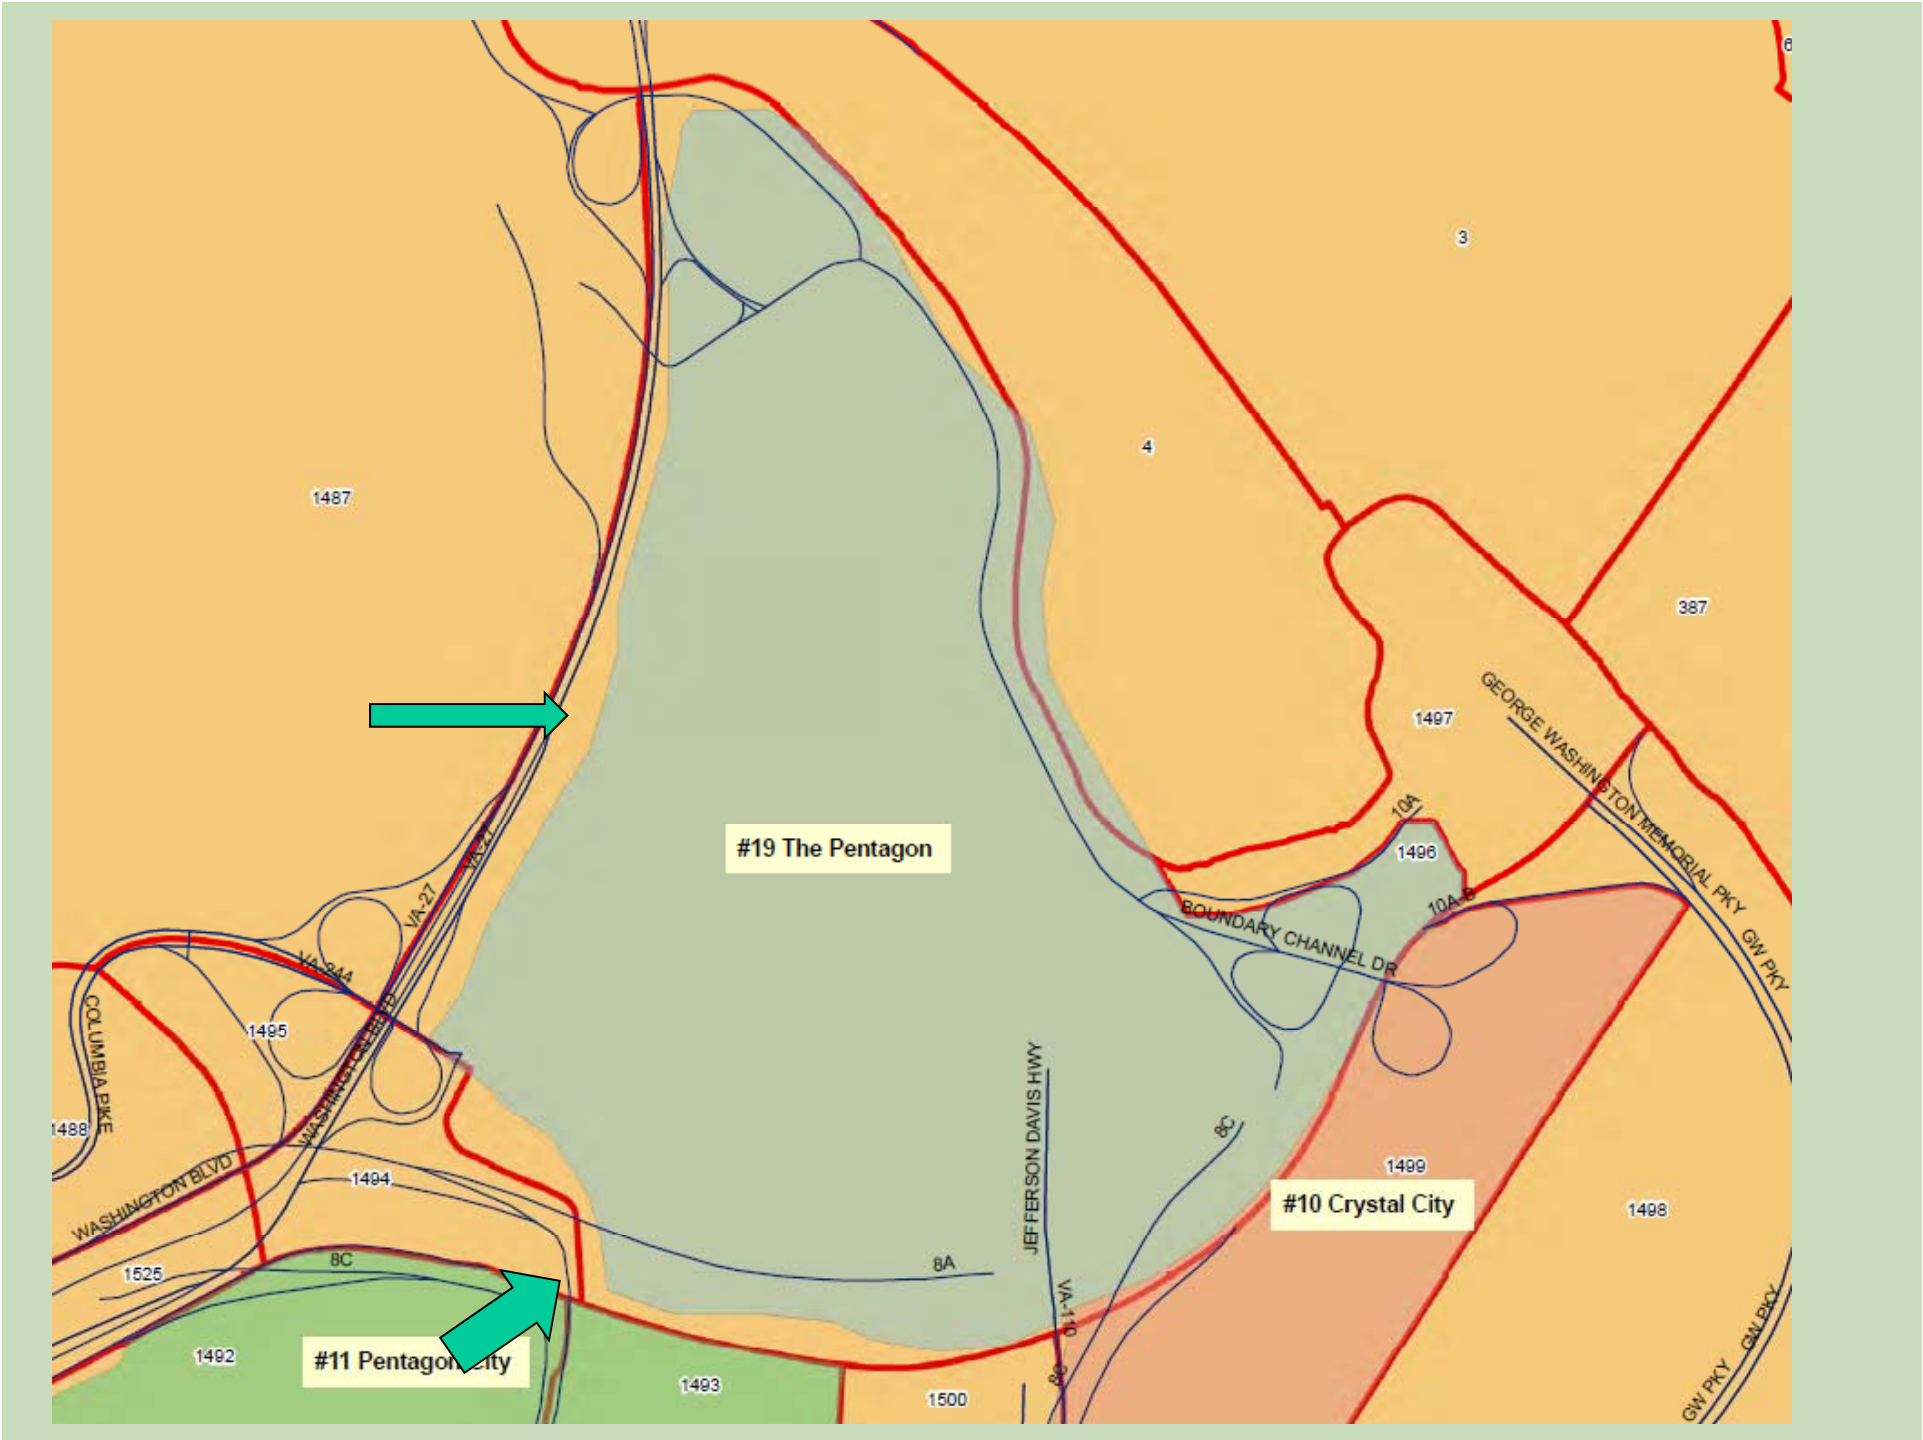 6
3
4
1487
387
GEORGE WASHINGTON MEMORIAL PKY
1497
10A
#19 The Pentagon
1496
VA-27
VA-27
10A-B
BOUNDARY CHANNEL DR
GW PKY
VA-244
COLUMBIA PIKE
1495
WASHINGTON BLVD
JEFFERSON DAVIS HWY
1488
8C
WASHINGTON BLVD
1494
1499
#10 Crystal City
1498
8C
8A
1525
VA-110
GW PKY
1492
#11 Pentagon City
1493
8C
1500
GW PKY